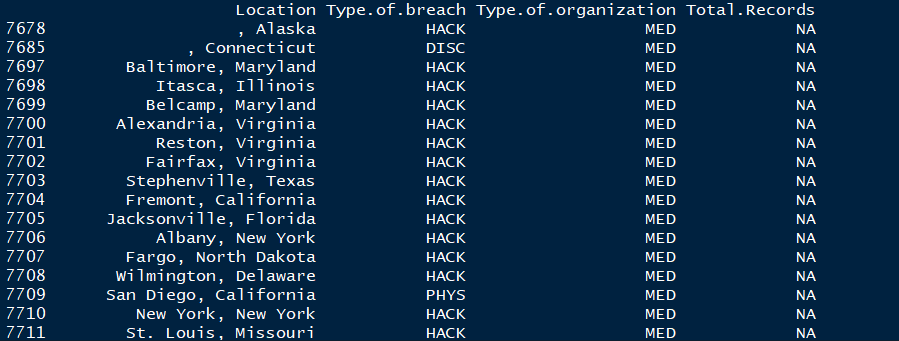 Location Type.of.breach Type.of.organization Total.Records
7678 , Alaska HACK MED NA
7685 , Connecticut DISC MED NA
7697 Baltimore, Maryland HACK MED NA
7698 Itasca, Illinois HACK MED NA
7699 Belcamp, Maryland HACK MED NA
7700 Alexandria, Virginia HACK MED NA
7701 Reston, Virginia HACK MED NA
7702 Fairfax, Virginia HACK MED NA
7703 Stephenville, Texas HACK MED NA
7704 Fremont, California HACK MED NA
7705 Jacksonville, Florida HACK MED NA
7706 Albany, New York HACK MED NA
7707 Fargo, North Dakota HACK MED NA
7708 Wilmington, Delaware HACK MED NA
7709 San Diego, California PHYS MED NA
7710 New York, New York HACK MED NA
7711 St. Louis, Missouri HACK MED NA